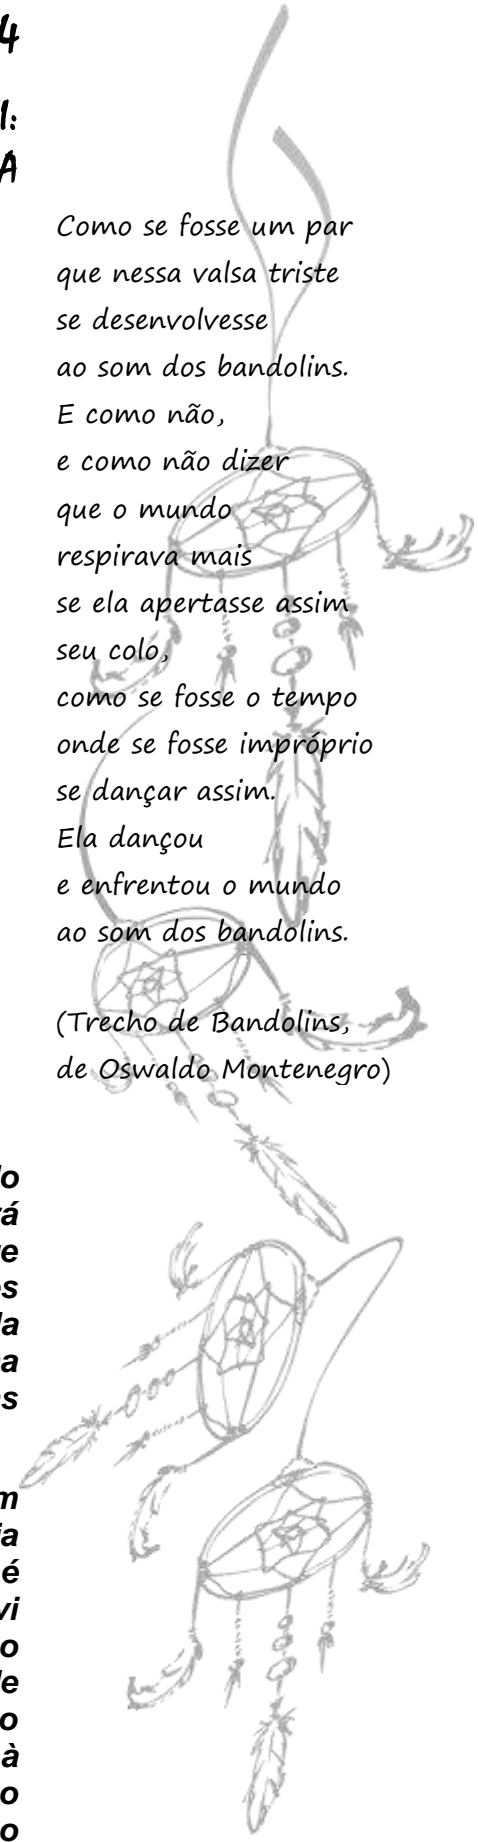 4
l:
A
Como se fosse um par
que nessa valsa triste
se desenvolvesse
ao som dos bandolins.
E como não,
e como não dizer
que o mundo
respirava mais
se ela apertasse assim
seu colo,
como se fosse o tempo
onde se fosse impróprio
se dançar assim.
Ela dançou
e enfrentou o mundo
ao som dos bandolins.
(Trecho de Bandolins,
de Oswaldo Montenegro)
é
à
o
o